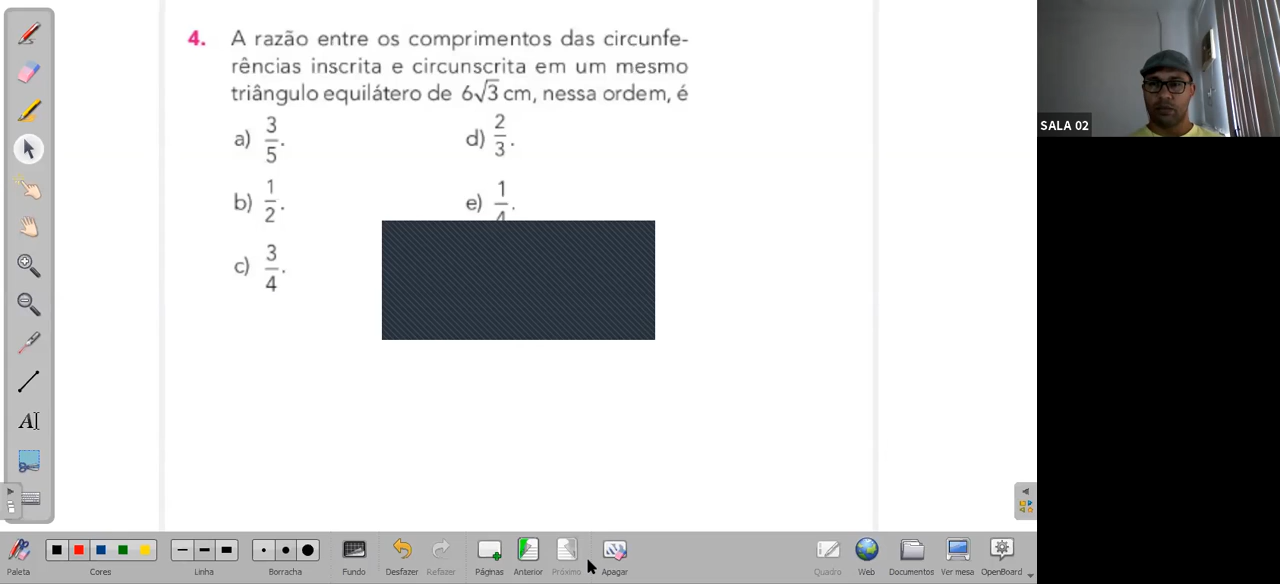 4. A razão entre os comprimentos das circunfe-
rências inscrita e circunscrita em um mesmo
triângulo equilátero de 6√3 cm, nessa ordem, é
a) 3/5.
d) 2/3.
b) 1/2.
e) 1/4.
c) 3/4.
SALA 02
AI
Paleta
Cores
Linha
Borracha
Fundo
Desfazer
Refazer
Páginas
Anterior
Próximo
Apagar
Quadro
Web
Documentos
Ver mesa
OpenBoard